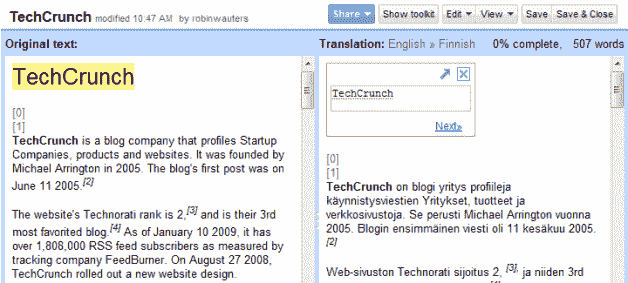 TechCrunch modified 10:47 AM by robinwauters
Share Show toolkit Edit View Save Save & Close
Original text:
TechCrunch
[0]
[1]
TechCrunch is a blog company that profiles Startup
Companies, products and websites. It was founded by
Michael Arrington in 2005. The blog's first post was on
June 11 2005.[2]
The website's Technorati rank is 2,[3] and is their 3rd
most favorited blog.[4] As of January 10 2009, it has
over 1,808,000 RSS feed subscribers as measured by
tracking company FeedBurner. On August 27 2008,
TechCrunch rolled out a new website design.
Translation: English » Finnish 0% complete, 507 words
TechCrunch
Next»
[0]
[1]
TechCrunch on blogi yritys profiileja
käynnistysviestien Yritykset, tuotteet ja
verkkosivustoja. Se perusti Michael Arrington vuonna
2005. Blogin ensimmäinen viesti oli 11 kesäkuu 2005.
[2]
Web-sivuston Technorati sijoitus 2, [3], ja niiden 3rd